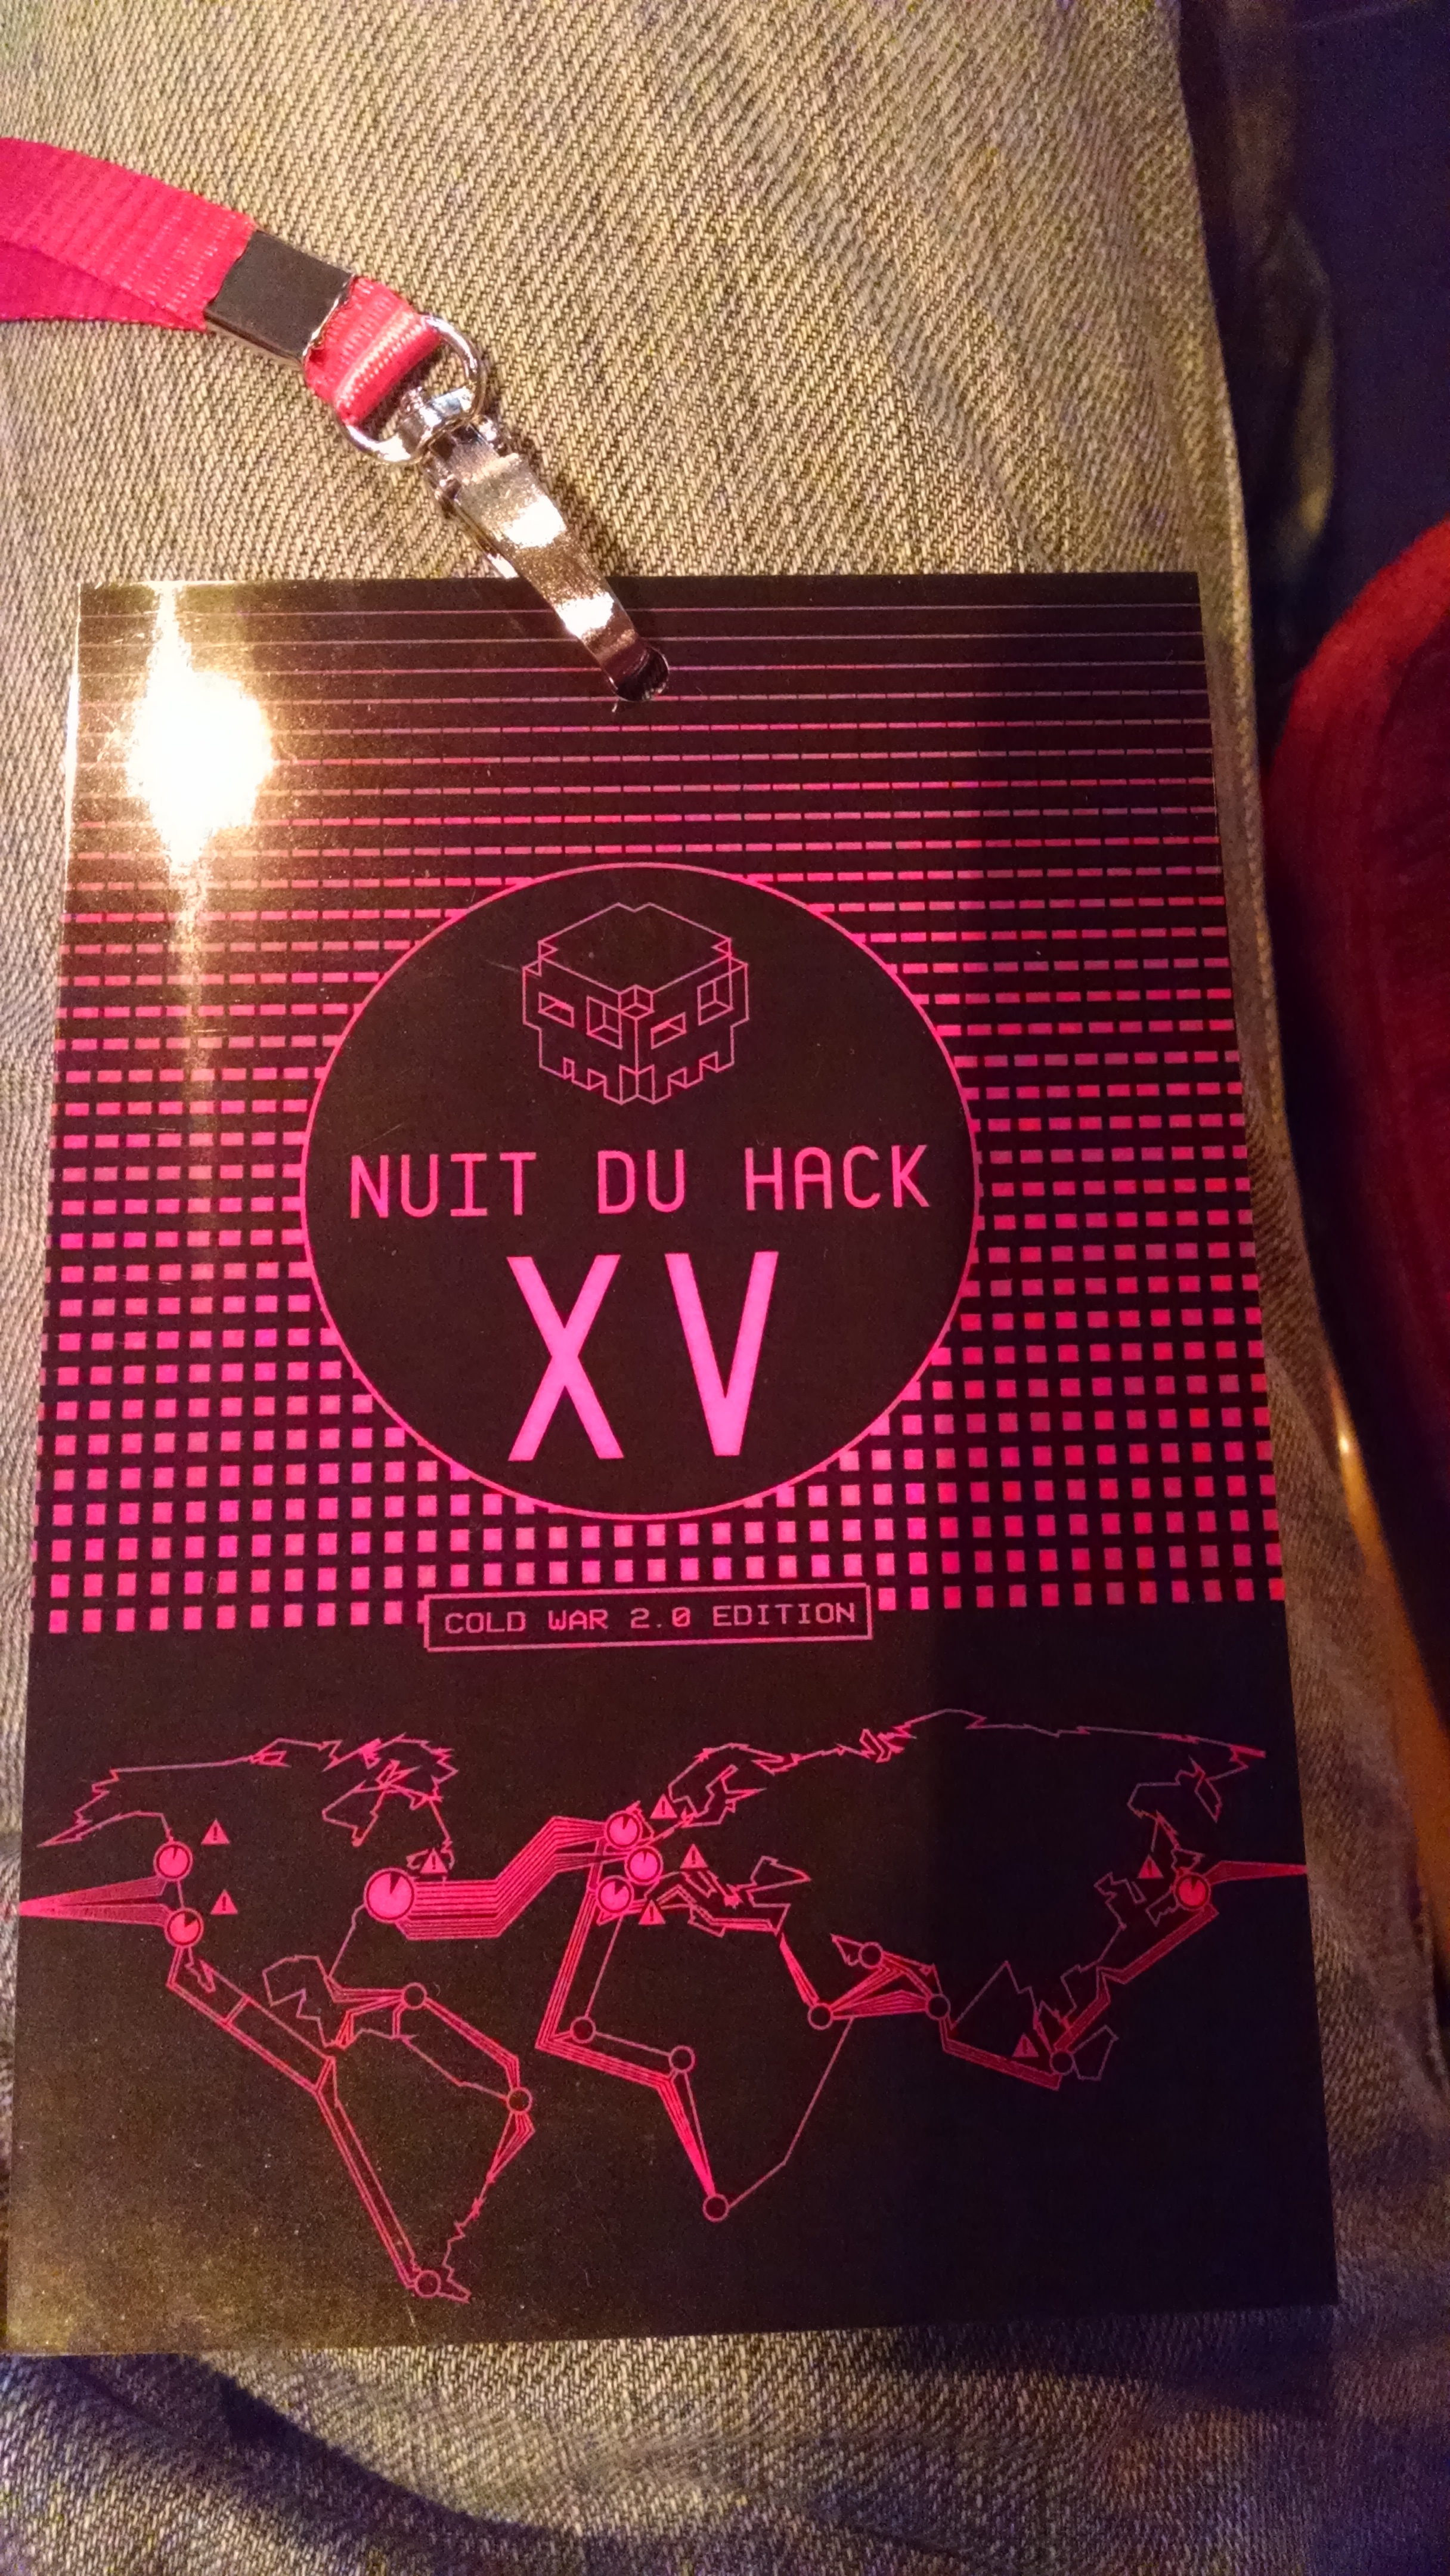 NUIT DU HACK
XV
COLD WAR 2.0 EDITION